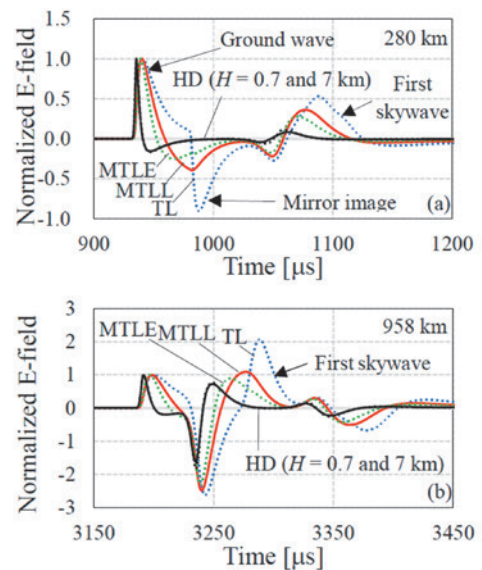 1.5
1.0
0.5
0.0
-0.5
-1.0
Normalized E-field
Ground wave
280 km
HD (H = 0.7 and 7 km)
First
skywave
MTLE
MTLL
TL
Mirror image
(a)
900 1000 1100 1200
Time [μs]
3
2
1
0
-1
-2
-3
Normalized E-field
958 km
MTLE MTLL TL
First skywave
HD (H = 0.7 and 7 km)
(b)
3150 3250 3350 3450
Time [μs]